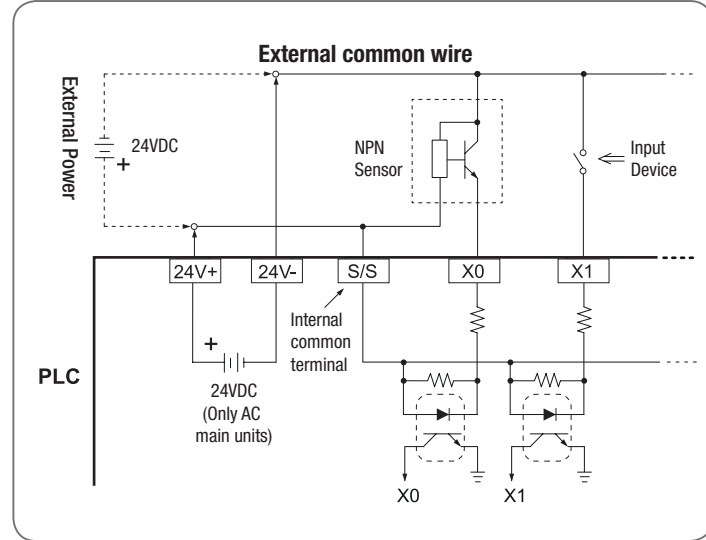 External common wire
External Power
24VDC
+
NPN
Sensor
Input
Device
24V+
24V-
S/S
X0
X1
PLC
+
24VDC
(Only AC
main units)
Internal
common
terminal
X0
X1